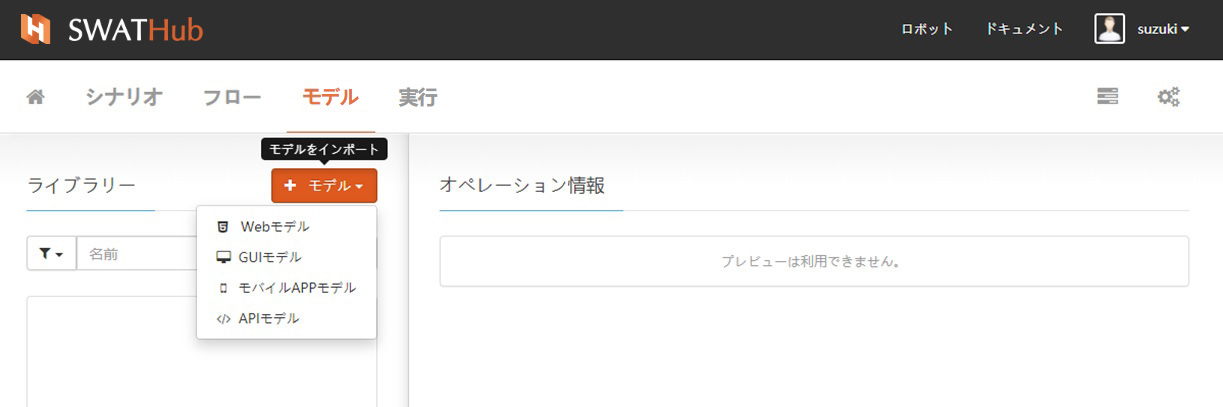 SWATHub
ロボット ドキュメント suzuki
シナリオ フロー モデル 実行
モデルをインポート
ライブラリー
モデル
オペレーション情報
Webモデル
GUIモデル
モバイルAPPモデル
APIモデル
名前
プレビューは利用できません。